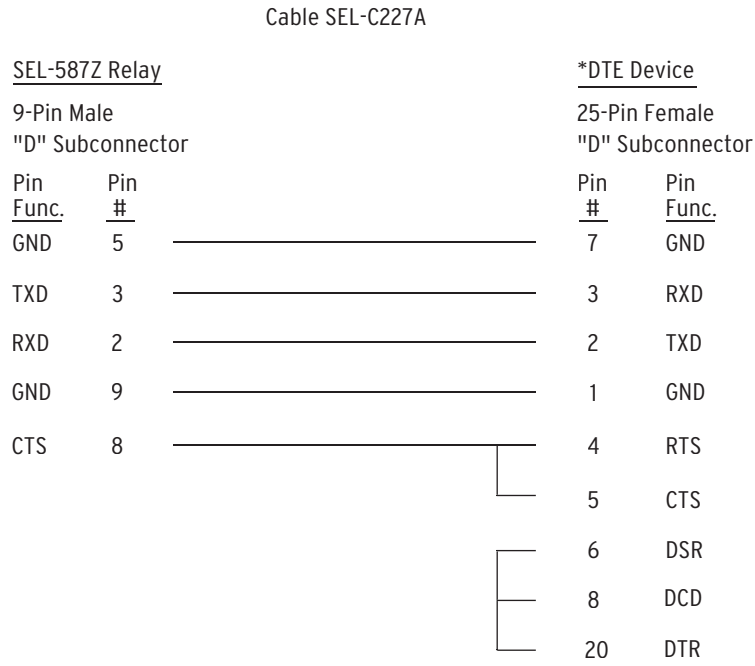 Cable SEL-C227A
SEL-587Z Relay *DTE Device
9-Pin Male 25-Pin Female
"D" Subconnector "D" Subconnector
Pin Pin Pin Pin
Func. # # Func.
GND 5 7 GND
TXD 3 3 RXD
RXD 2 2 TXD
GND 9 1 GND
CTS 8 4 RTS
5 CTS
6 DSR
8 DCD
20 DTR